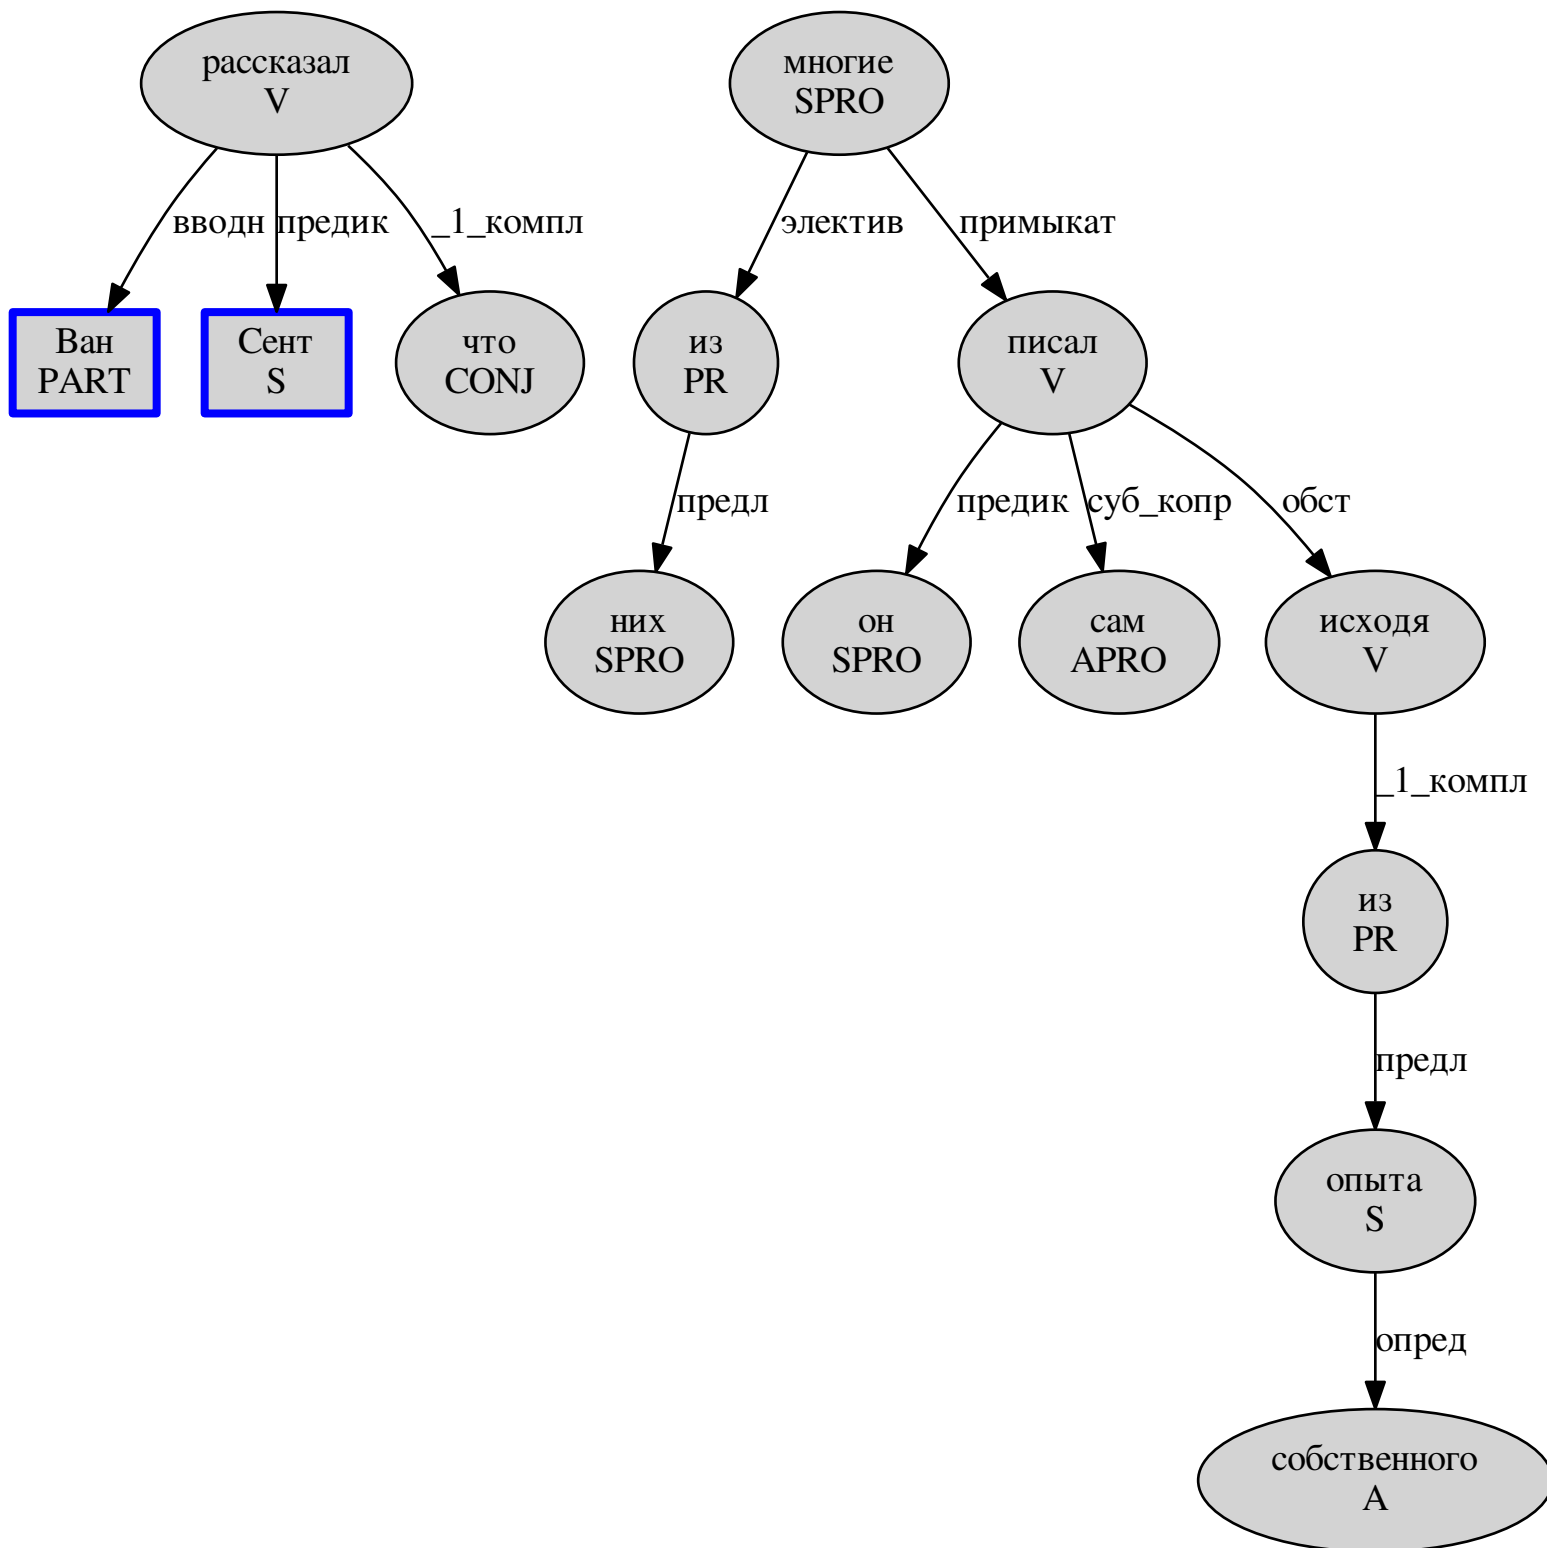 рассказал
V
многие
SPRO
вводн
предик
_1_компл
электив
примыкат
Ван
PART
Сент
S
что
CONJ
из
PR
писал
V
предл
предик
суб_копр
обст
них
SPRO
он
SPRO
сам
APRO
исходя
V
_1_компл
из
PR
предл
опыта
S
опред
собственного
A